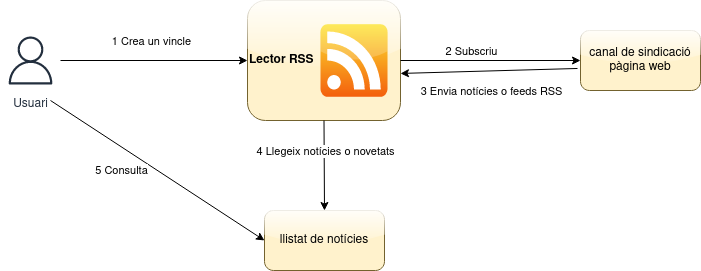 1 Crea un vincle
Usuari
Lector RSS
2 Subscriu
canal de sindicació
pàgina web
3 Envia notícies o feeds RSS
4 Llegeix notícies o novetats
5 Consulta
llistat de notícies